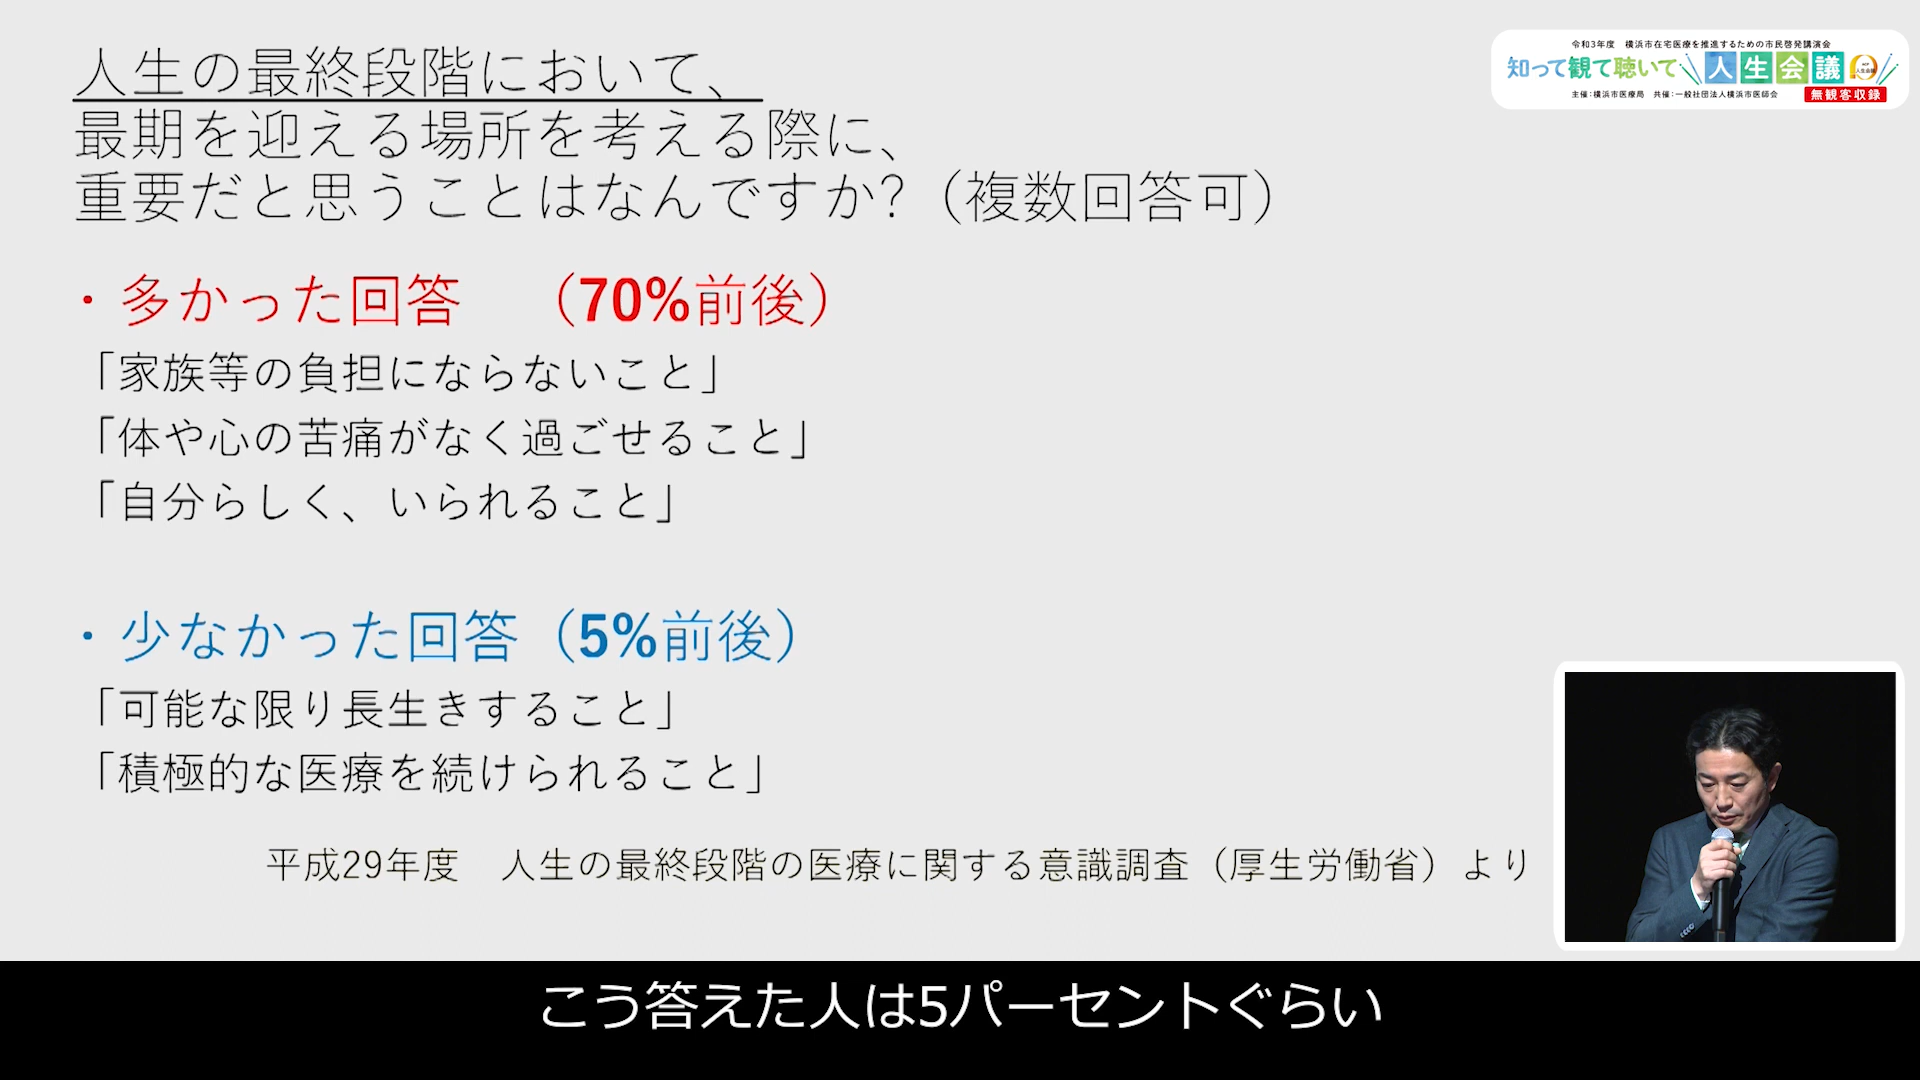 人生の最終段階において、
最期を迎える場所を考える際に、
重要だと思うことはなんですか?（複数回答可）
・多かった回答　（70%前後）
「家族等の負担にならないこと」
「体や心の苦痛がなく過ごせること」
「自分らしく、いられること」
・少なかった回答（5%前後）
「可能な限り長生きすること」
「積極的な医療を続けられること」
平成29年度　人生の最終段階の医療に関する意識調査（厚生労働省）より
令和3年度　横浜市在宅医療を推進するための市民啓発講演会
知って観て聴いて 人生会議
主催：横浜市医療局　共催：一般社団法人横浜市医師会
無観客収録
こう答えた人は5パーセントぐらい